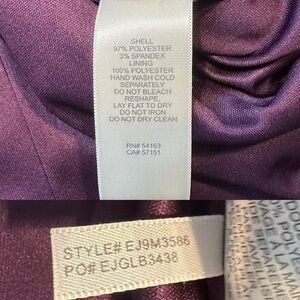 SHELL
97% POLYESTER
3% SPANDEX
LINING
100% POLYESTER
HAND WASH COLD
SEPARATELY
DO NOT BLEACH
RESHAPE,
LAY FLAT TO DRY
DO NOT IRON
DO NOT DRY CLEAN
RN# 54163
CA# 57151
STYLE# EJ9M3586
PO# EJGLB3438